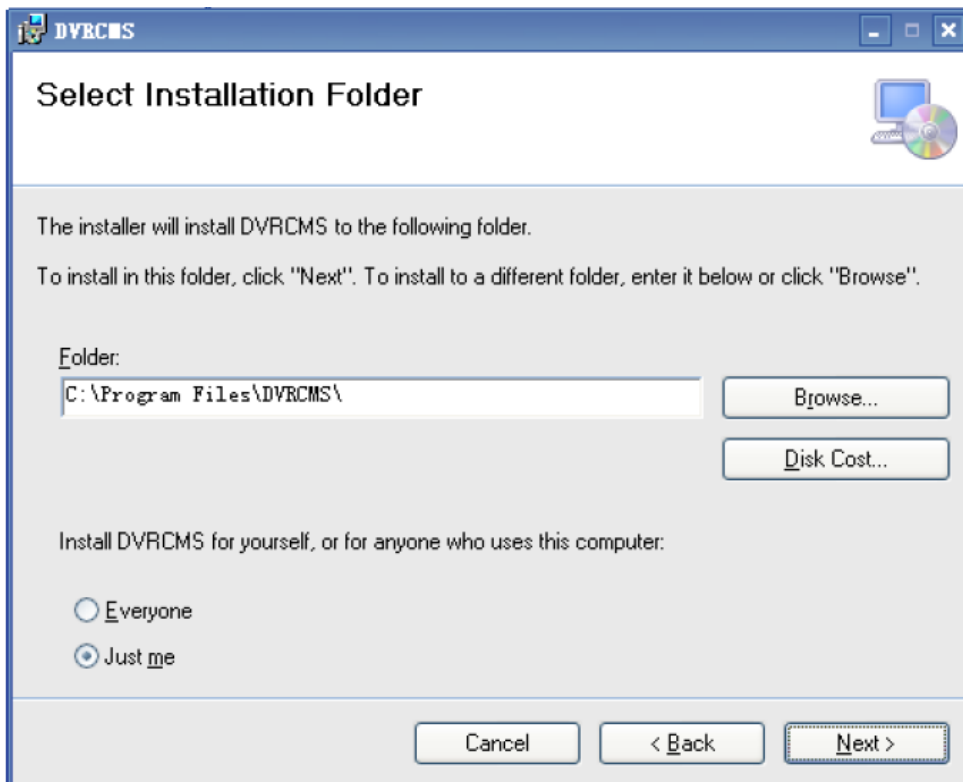 DVRCMS
Select Installation Folder
The installer will install DVRCMS to the following folder.
To install in this folder, click "Next". To install to a different folder, enter it below or click "Browse".
Folder:
C:\Program Files\DVRCMS\
Browse...
Disk Cost...
Install DVRCMS for yourself, or for anyone who uses this computer:
Everyone
Just me
Cancel
< Back
Next >